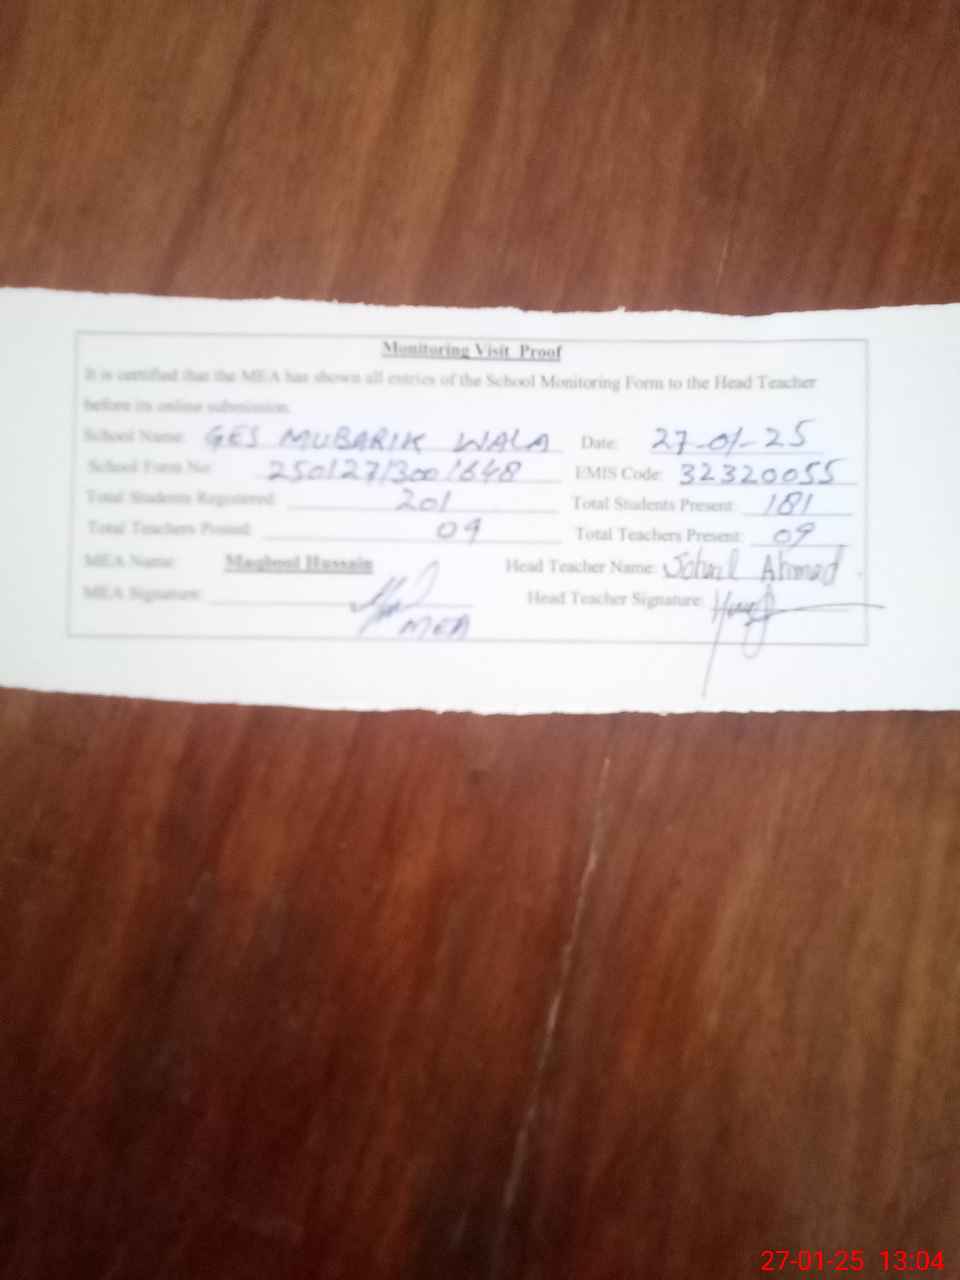 Monitoring Visit Proof
It is certified that the MEA has shown all entries of the School Monitoring Form to the Head Teacher
before its online submission.
School Name: GES MUBARIK WALA Date: 27-01-25
School Form No: 250127/300/648 EMIS Code: 32320055
Total Students Registered: 201 Total Students Present: 181
Total Teachers Posted: 09 Total Teachers Present: 09
MEA Name: Maqbool Hussain Head Teacher Name: Ahmad
MEA Signature: Head Teacher Signature:
MEA
27-01-25 13:04